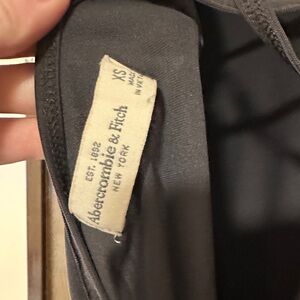 EST. 1892
Abercrombie & Fitch
NEW YORK
XS
MADE